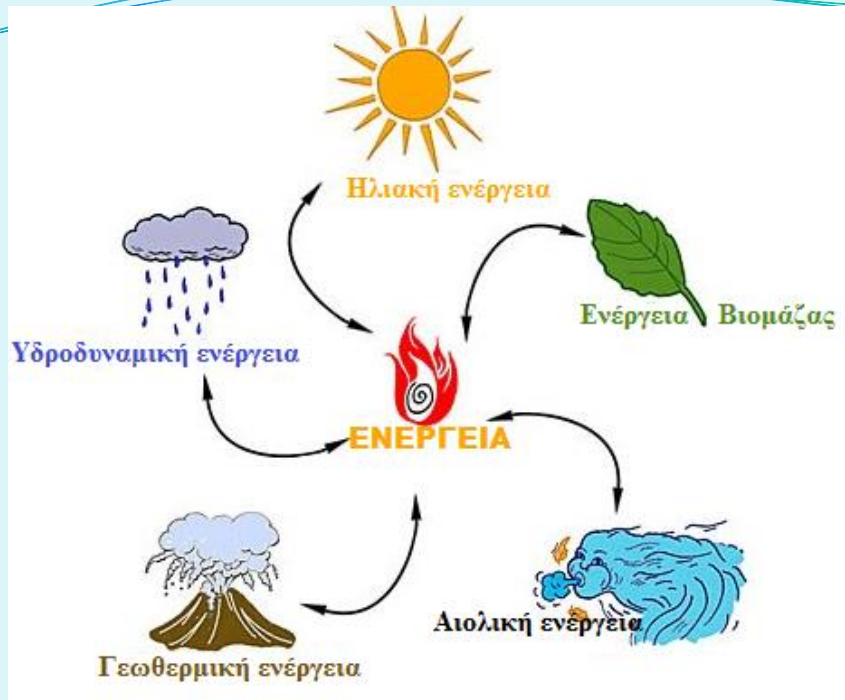 Ηλιακή ενέργεια
Ενέργεια Βιομάζας
Υδροδυναμική ενέργεια
ΕΝΕΡΓΕΙΑ
Αιολική ενέργεια
Γεωθερμική ενέργεια